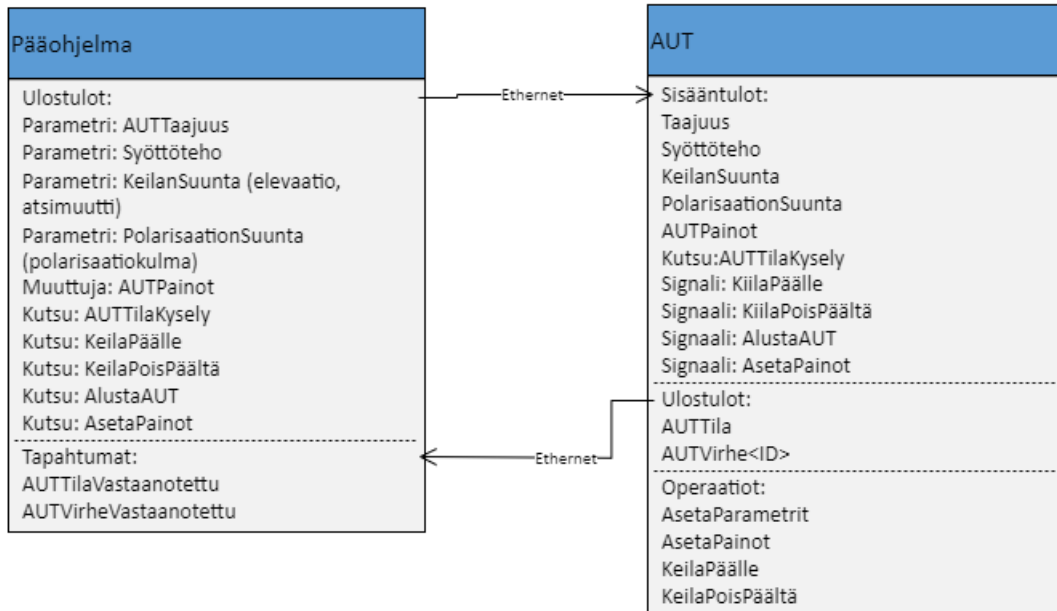 Pääohjelma
Ulostulot:
Parametri: AUTTaajuus
Parametri: Syöttöteho
Parametri: KeilanSuunta (elevaatio,
atsimuutti)
Parametri: PolarisaationSuunta
(polarisaatiokulma)
Muuttuja: AUTPainot
Kutsu: AUTTilaKysely
Kutsu: KeilaPäälle
Kutsu: KeilaPoisPäältä
Kutsu: AlustaAUT
Kutsu: AsetaPainot
Tapahtumat:
AUTTilaVastaanotettu
AUTVirheVastaanotettu
Ethernet
Ethernet
AUT
Sisääntulot:
Taajuus
Syöttöteho
KeilanSuunta
PolarisaationSuunta
AUTPainot
Kutsu:AUTTilaKysely
Signali: KiilaPäälle
Signaali: KiilaPoisPäältä
Signaali: AlustaAUT
Signaali: AsetaPainot
Ulostulot:
AUTTila
AUTVirhe<ID>
Operaatiot:
AsetaParametrit
AsetaPainot
KeilaPäälle
KeilaPoisPäältä